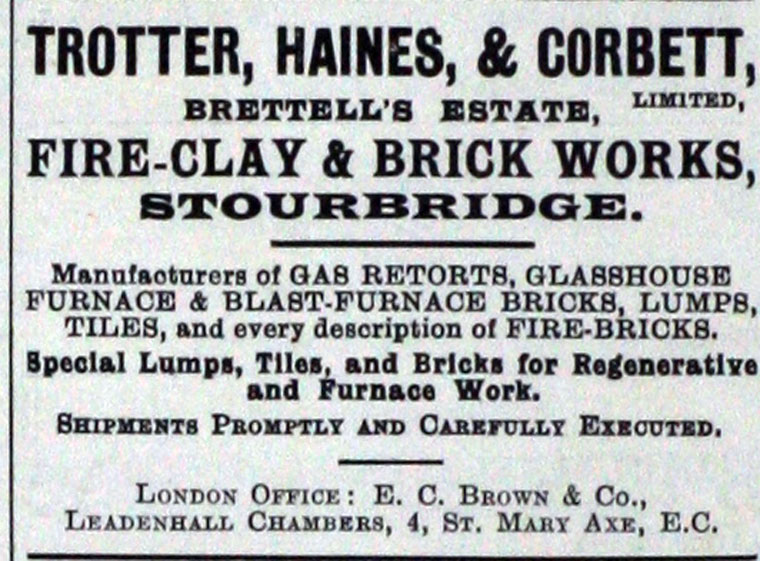 TROTTER, HAINES, & CORBETT,
BRETTELL'S ESTATE, LIMITED,
FIRE-CLAY & BRICK WORKS,
STOURBRIDGE.
Manufacturers of GAS RETORTS, GLASSHOUSE
FURNACE & BLAST-FURNACE BRICKS, LUMPS,
TILES, and every description of FIRE-BRICKS.
Special Lumps, Tiles, and Bricks for Regenerative
and Furnace Work.
SHIPMENTS PROMPTLY AND CAREFULLY EXECUTED.
LONDON OFFICE: E. C. BROWN & CO.,
LEADENHALL CHAMBERS, 4, ST. MARY AXE, E.C.